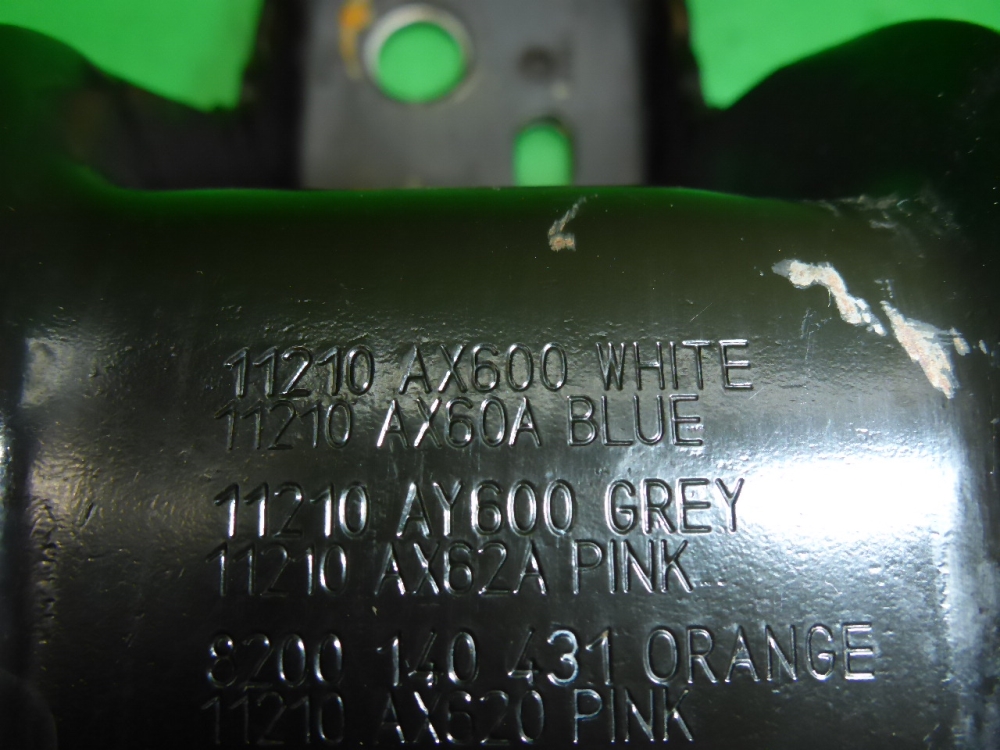 11210 AX600 WHITE
11210 AX60A BLUE
11210 AY600 GREY
11210 AX62A PINK
8200 140 431 ORANGE
11210 AX620 PINK